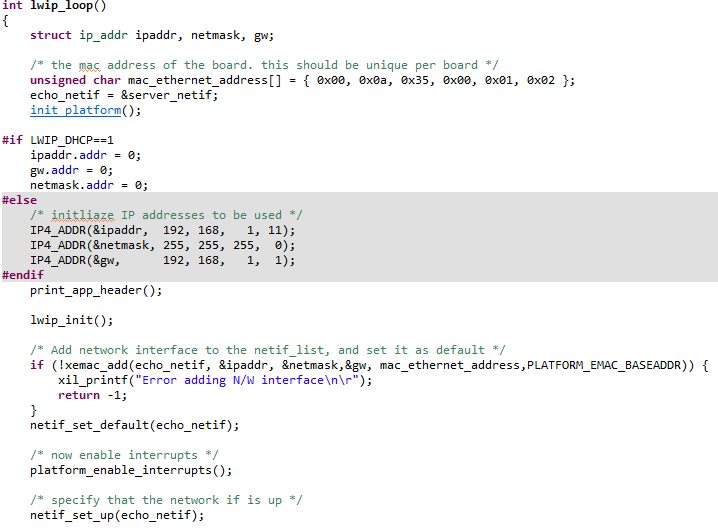 int lwip_loop()
{
    struct ip_addr ipaddr, netmask, gw;

    /* the mac address of the board. this should be unique per board */
    unsigned char mac_ethernet_address[] = { 0x00, 0x0a, 0x35, 0x00, 0x01, 0x02 };
    echo_netif = &server_netif;
    init_platform();

#if LWIP_DHCP==1
    ipaddr.addr = 0;
    gw.addr = 0;
    netmask.addr = 0;
#else
    /* initliaze IP addresses to be used */
    IP4_ADDR(&ipaddr,  192, 168,   1, 11);
    IP4_ADDR(&netmask, 255, 255, 255,  0);
    IP4_ADDR(&gw,      192, 168,   1,  1);
#endif
    print_app_header();

    lwip_init();

    /* Add network interface to the netif_list, and set it as default */
    if (!xemac_add(echo_netif, &ipaddr, &netmask,&gw, mac_ethernet_address,PLATFORM_EMAC_BASEADDR)) {
        xil_printf("Error adding N/W interface\n\r");
        return -1;
    }
    netif_set_default(echo_netif);

    /* now enable interrupts */
    platform_enable_interrupts();

    /* specify that the network if is up */
    netif_set_up(echo_netif);